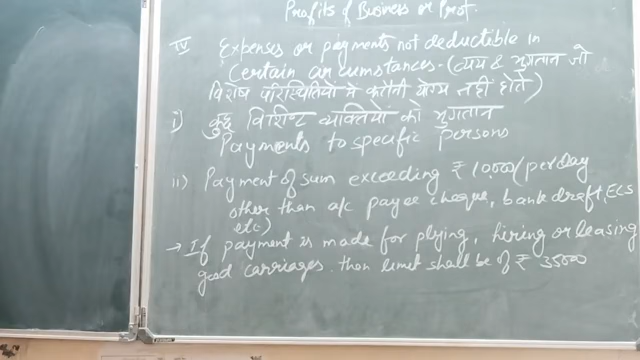 Profits of Business or Prof.
IV Expenses or payments not deductible in
Certain circumstances - (व्यय & भुगतान जो
विशेष परिस्थितियों में कटौती योग्य नहीं होते)
i) कुछ विशिष्ट व्यक्तियों को भुगतान
Payments to specific persons
ii) Payment of sum exceeding ₹ 10000/(per day
other than a/c payee cheque, bank draft, ECS
etc)
→ If payment is made for plying, hiring or leasing
good carriages. then limit shall be of ₹ 35000